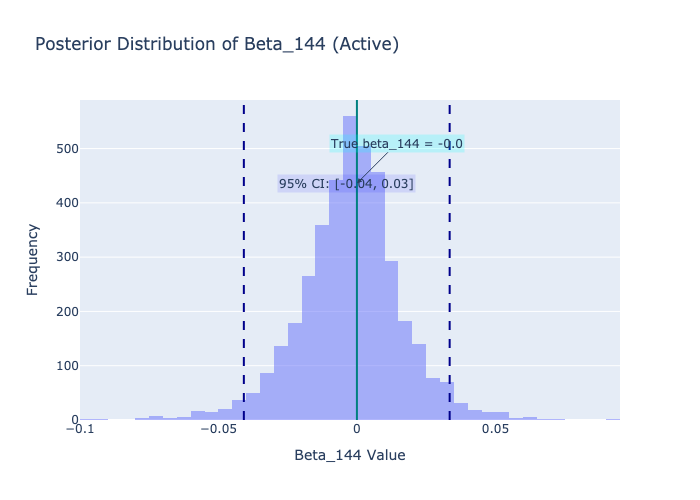 Posterior Distribution of Beta_144 (Active)
True beta_144 = -0.0
95% CI: [-0.04, 0.03]
Frequency
500
400
300
200
100
0
−0.1
−0.05
0
0.05
Beta_144 Value